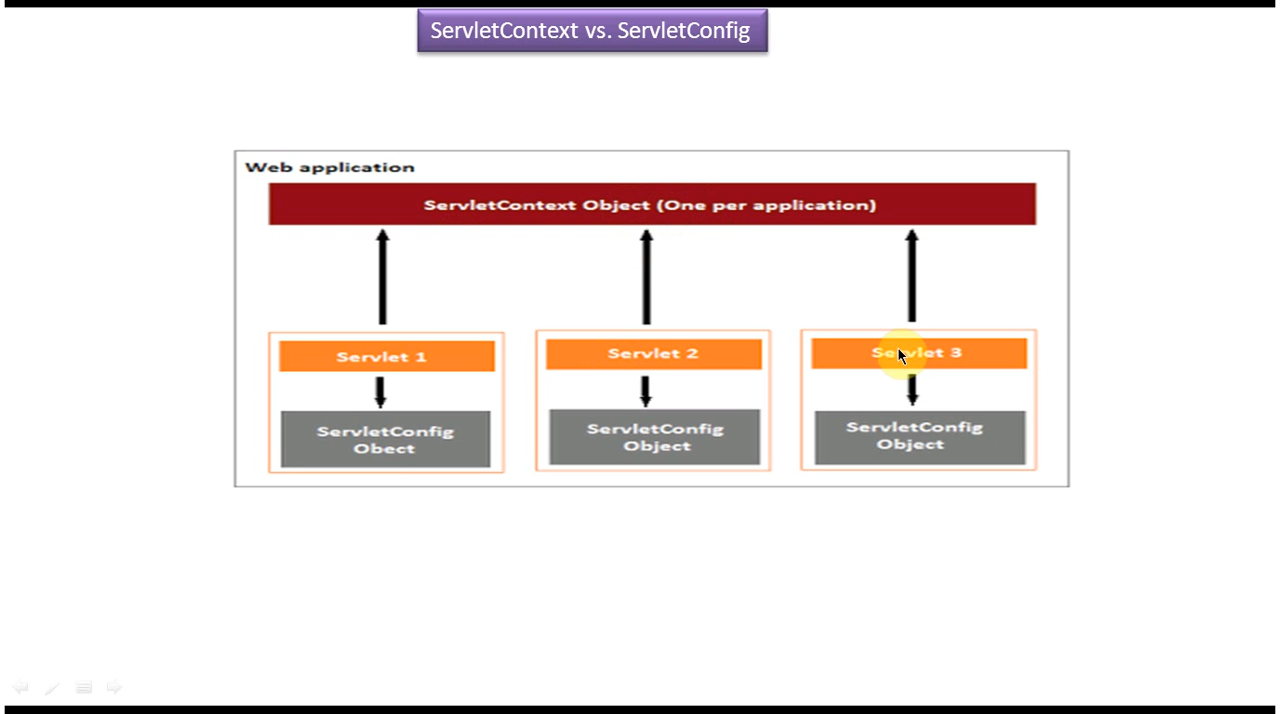 ServletContext vs. ServletConfig
Web application
ServletContext Object (One per application)
Servlet 1
Servlet 2
Servlet 3
ServletConfig
Obect
ServletConfig
Object
ServletConfig
Object